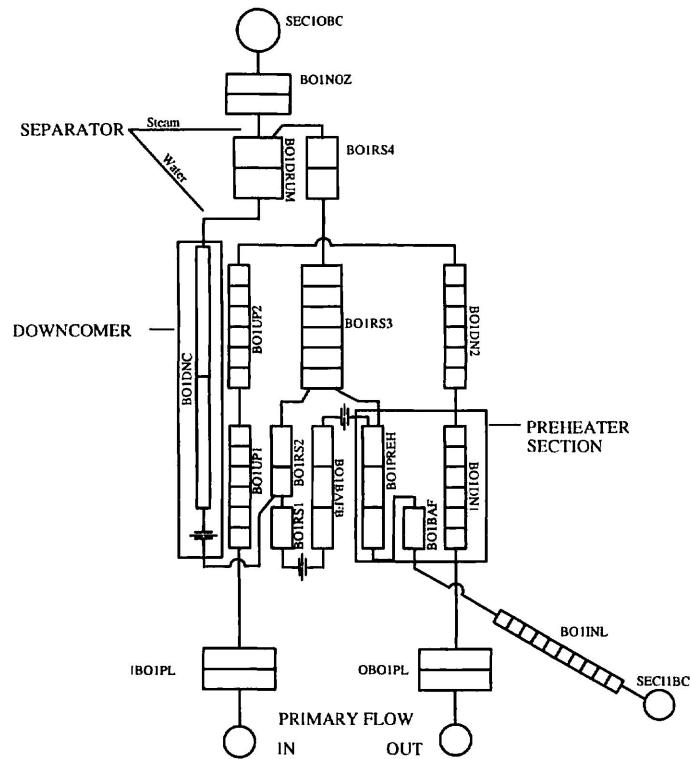 SEC1OBC
BO1NOZ
SEPARATOR
Steam
Water
BO1DRUM
BO1RS4
DOWNCOMER
BO1DNC
BO1UP2
BO1RS3
BO1DN2
PREHEATER
SECTION
BO1UP1
BO1RS2
BO1RS1
BO1BAFB
BO1PREH
BO1BAF
BO1DN1
BO1INL
IBO1PL
OBO1PL
SEC11BC
PRIMARY FLOW
IN
OUT